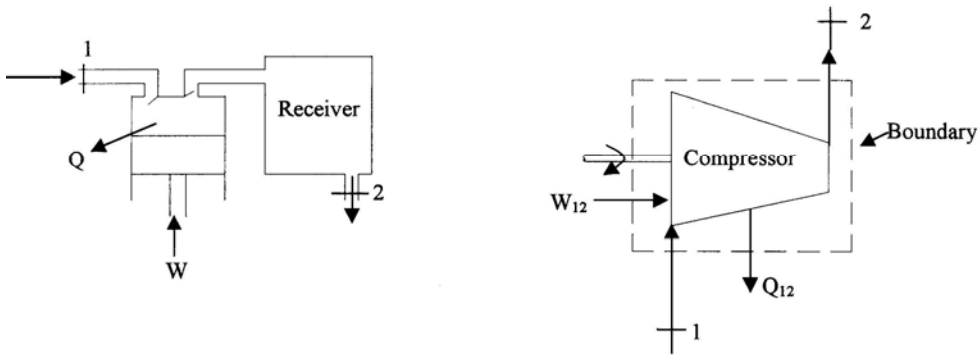 1
Receiver
Q
2
W
2
Boundary
Compressor
W₁₂
Q₁₂
1